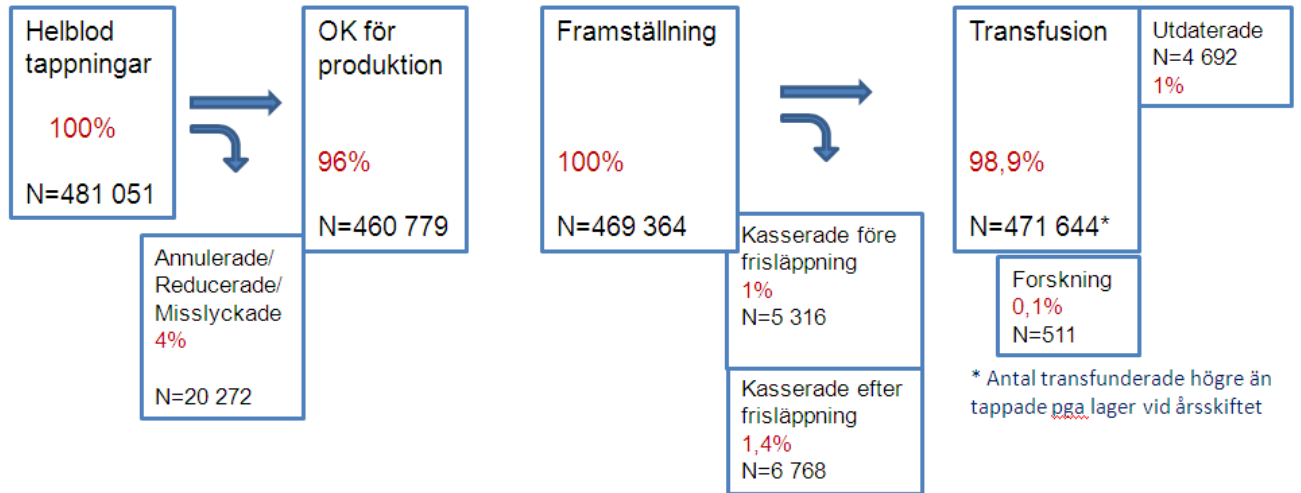 Helblod
tappningar
100%
N=481 051
Annulerade/
Reducerade/
Misslyckade
4%
N=20 272
OK för
produktion
96%
N=460 779
Framställning
100%
N=469 364
Kasserade före
frisläppning
1%
N=5 316
Kasserade efter
frisläppning
1,4%
N=6 768
Transfusion
98,9%
N=471 644*
Utdaterade
N=4 692
1%
Forskning
0,1%
N=511
* Antal transfunderade högre än
tappade pga lager vid årsskiftet